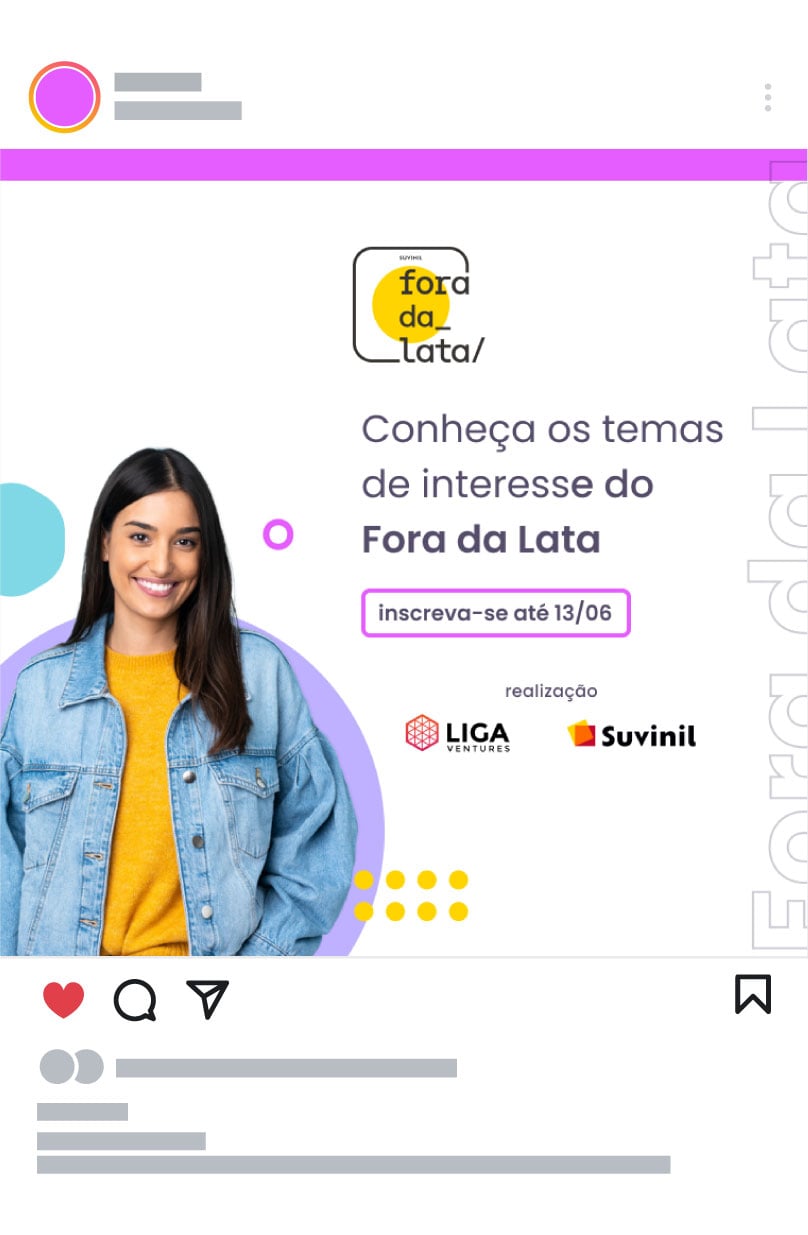 SUVINIL
fora
da_
lata/
Conheça os temas
de interesse do
Fora da Lata
inscreva-se até 13/06
realização
LIGA
VENTURES
Suvinil
Fora da Lata